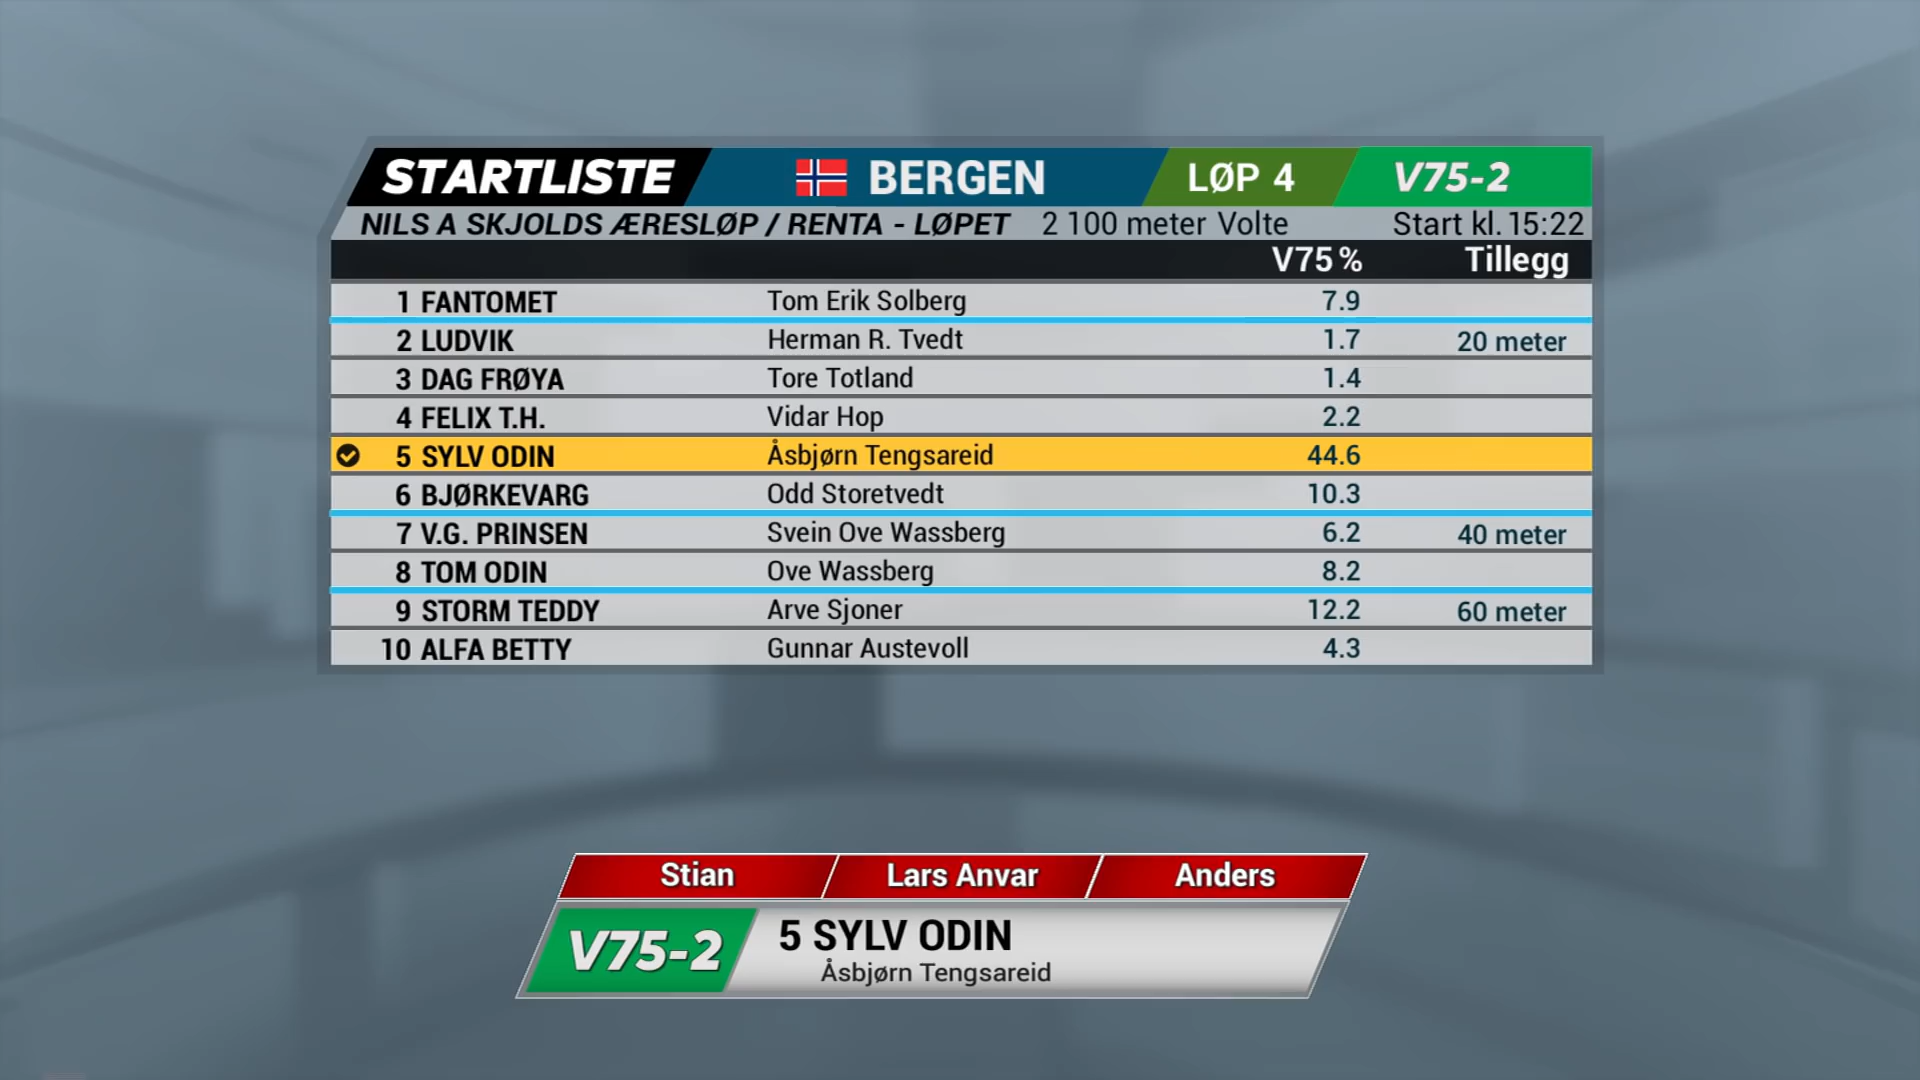 STARTLISTE BERGEN LØP 4 V75-2
NILS A SKJOLDS ÆRESLØP / RENTA - LØPET 2 100 meter Volte Start kl. 15:22
V75 % Tillegg
1 FANTOMET Tom Erik Solberg 7.9
2 LUDVIK Herman R. Tvedt 1.7 20 meter
3 DAG FRØYA Tore Totland 1.4
4 FELIX T.H. Vidar Hop 2.2
5 SYLV ODIN Åsbjørn Tengsareid 44.6
6 BJØRKEVARG Odd Storetvedt 10.3
7 V.G. PRINSEN Svein Ove Wassberg 6.2 40 meter
8 TOM ODIN Ove Wassberg 8.2
9 STORM TEDDY Arve Sjoner 12.2 60 meter
10 ALFA BETTY Gunnar Austevoll 4.3
Stian Lars Anvar Anders
V75-2 5 SYLV ODIN
Åsbjørn Tengsareid